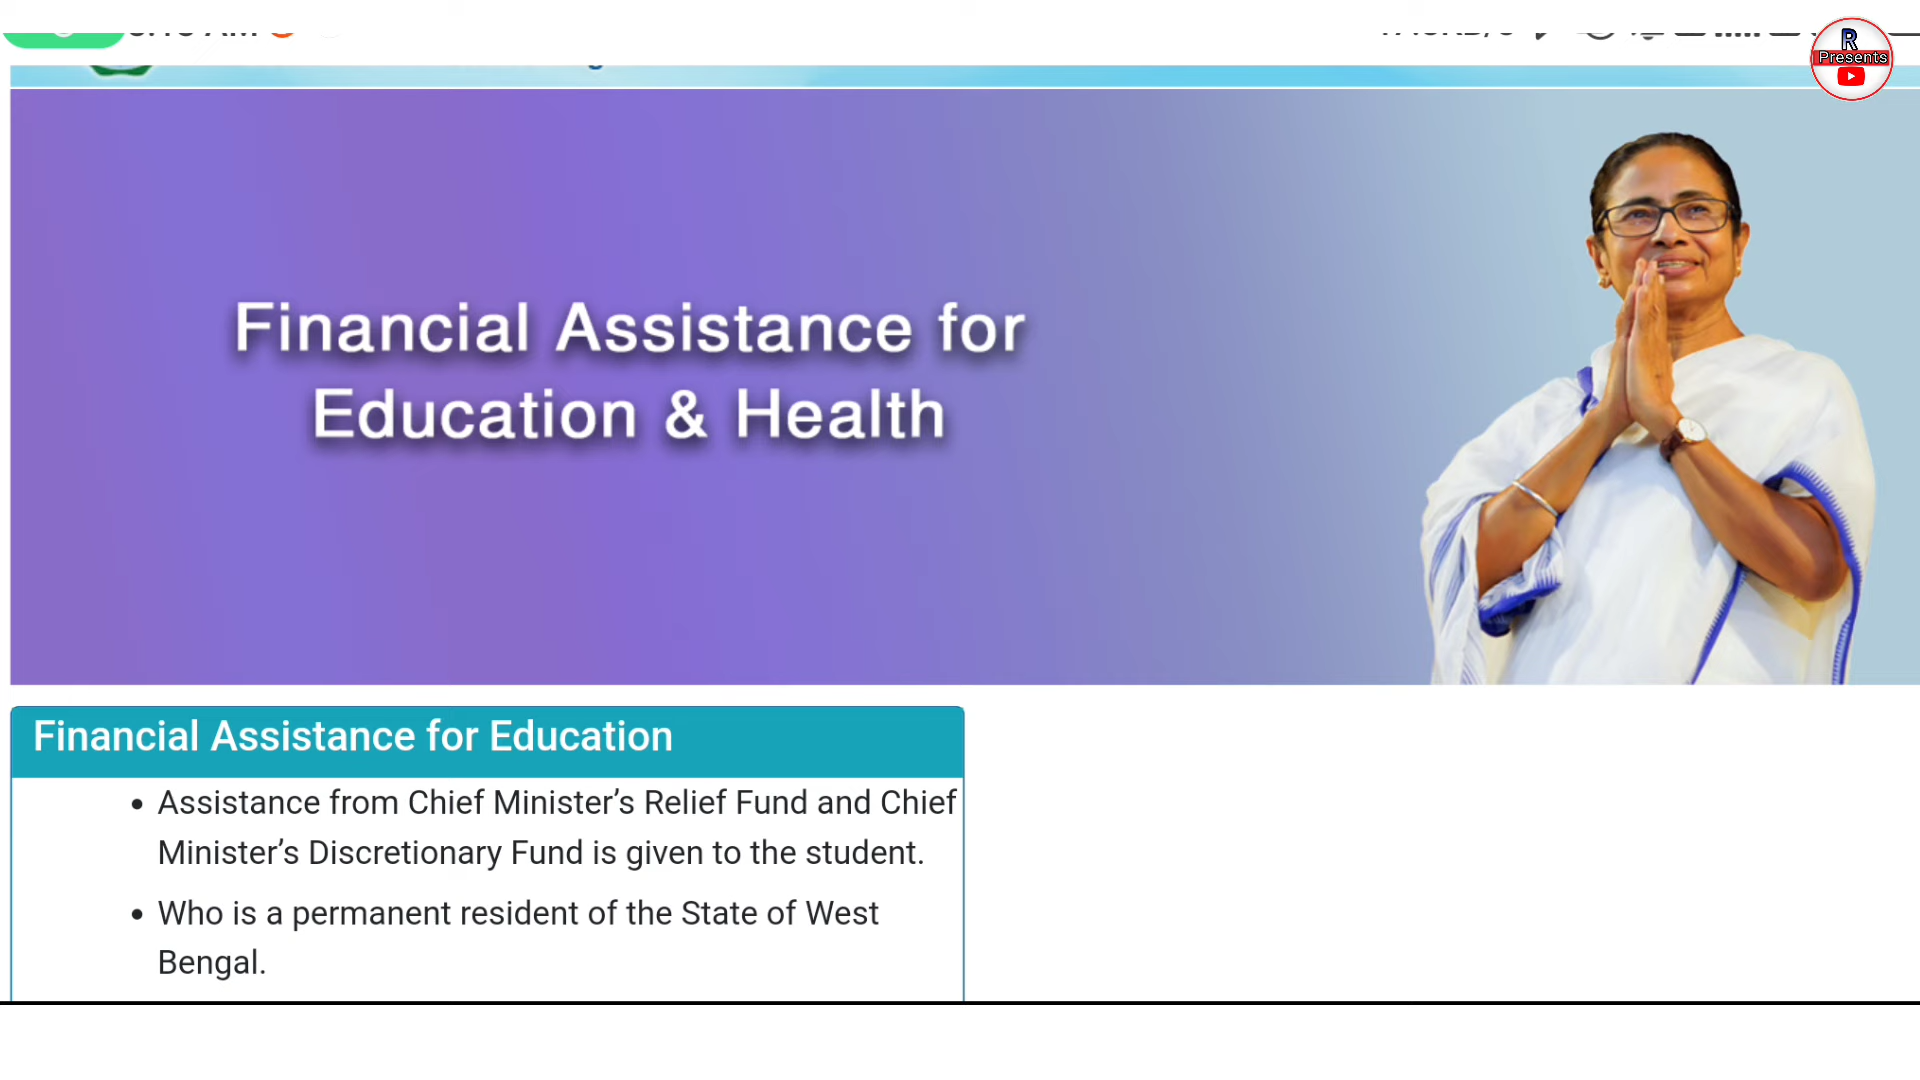 R
Presents
Financial Assistance for
Education & Health
Financial Assistance for Education
Assistance from Chief Minister’s Relief Fund and Chief
Minister’s Discretionary Fund is given to the student.
Who is a permanent resident of the State of West
Bengal.